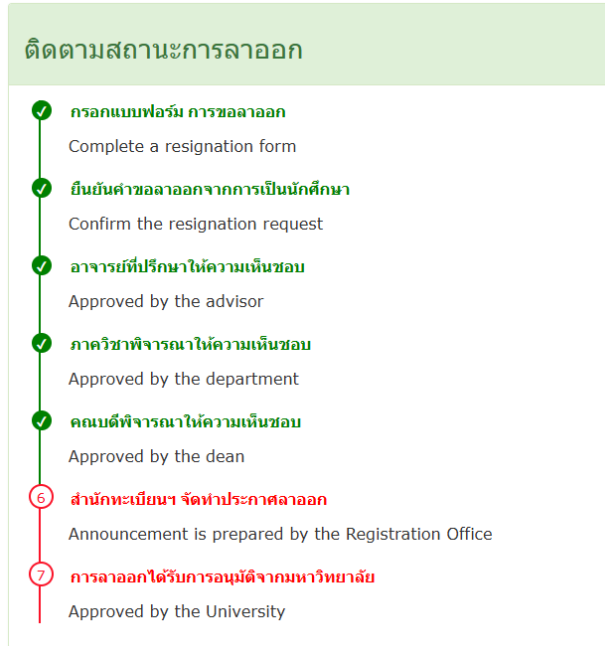 ติดตามสถานะการลาออก
กรอกแบบฟอร์ม การขอลาออก
Complete a resignation form
ยืนยันคำขอลาออกจากการเป็นนักศึกษา
Confirm the resignation request
อาจารย์ที่ปรึกษาให้ความเห็นชอบ
Approved by the advisor
ภาควิชาพิจารณาให้ความเห็นชอบ
Approved by the department
คณบดีพิจารณาให้ความเห็นชอบ
Approved by the dean
6 สำนักทะเบียนฯ จัดทำประกาศลาออก
Announcement is prepared by the Registration Office
7 การลาออกได้รับการอนุมัติจากมหาวิทยาลัย
Approved by the University